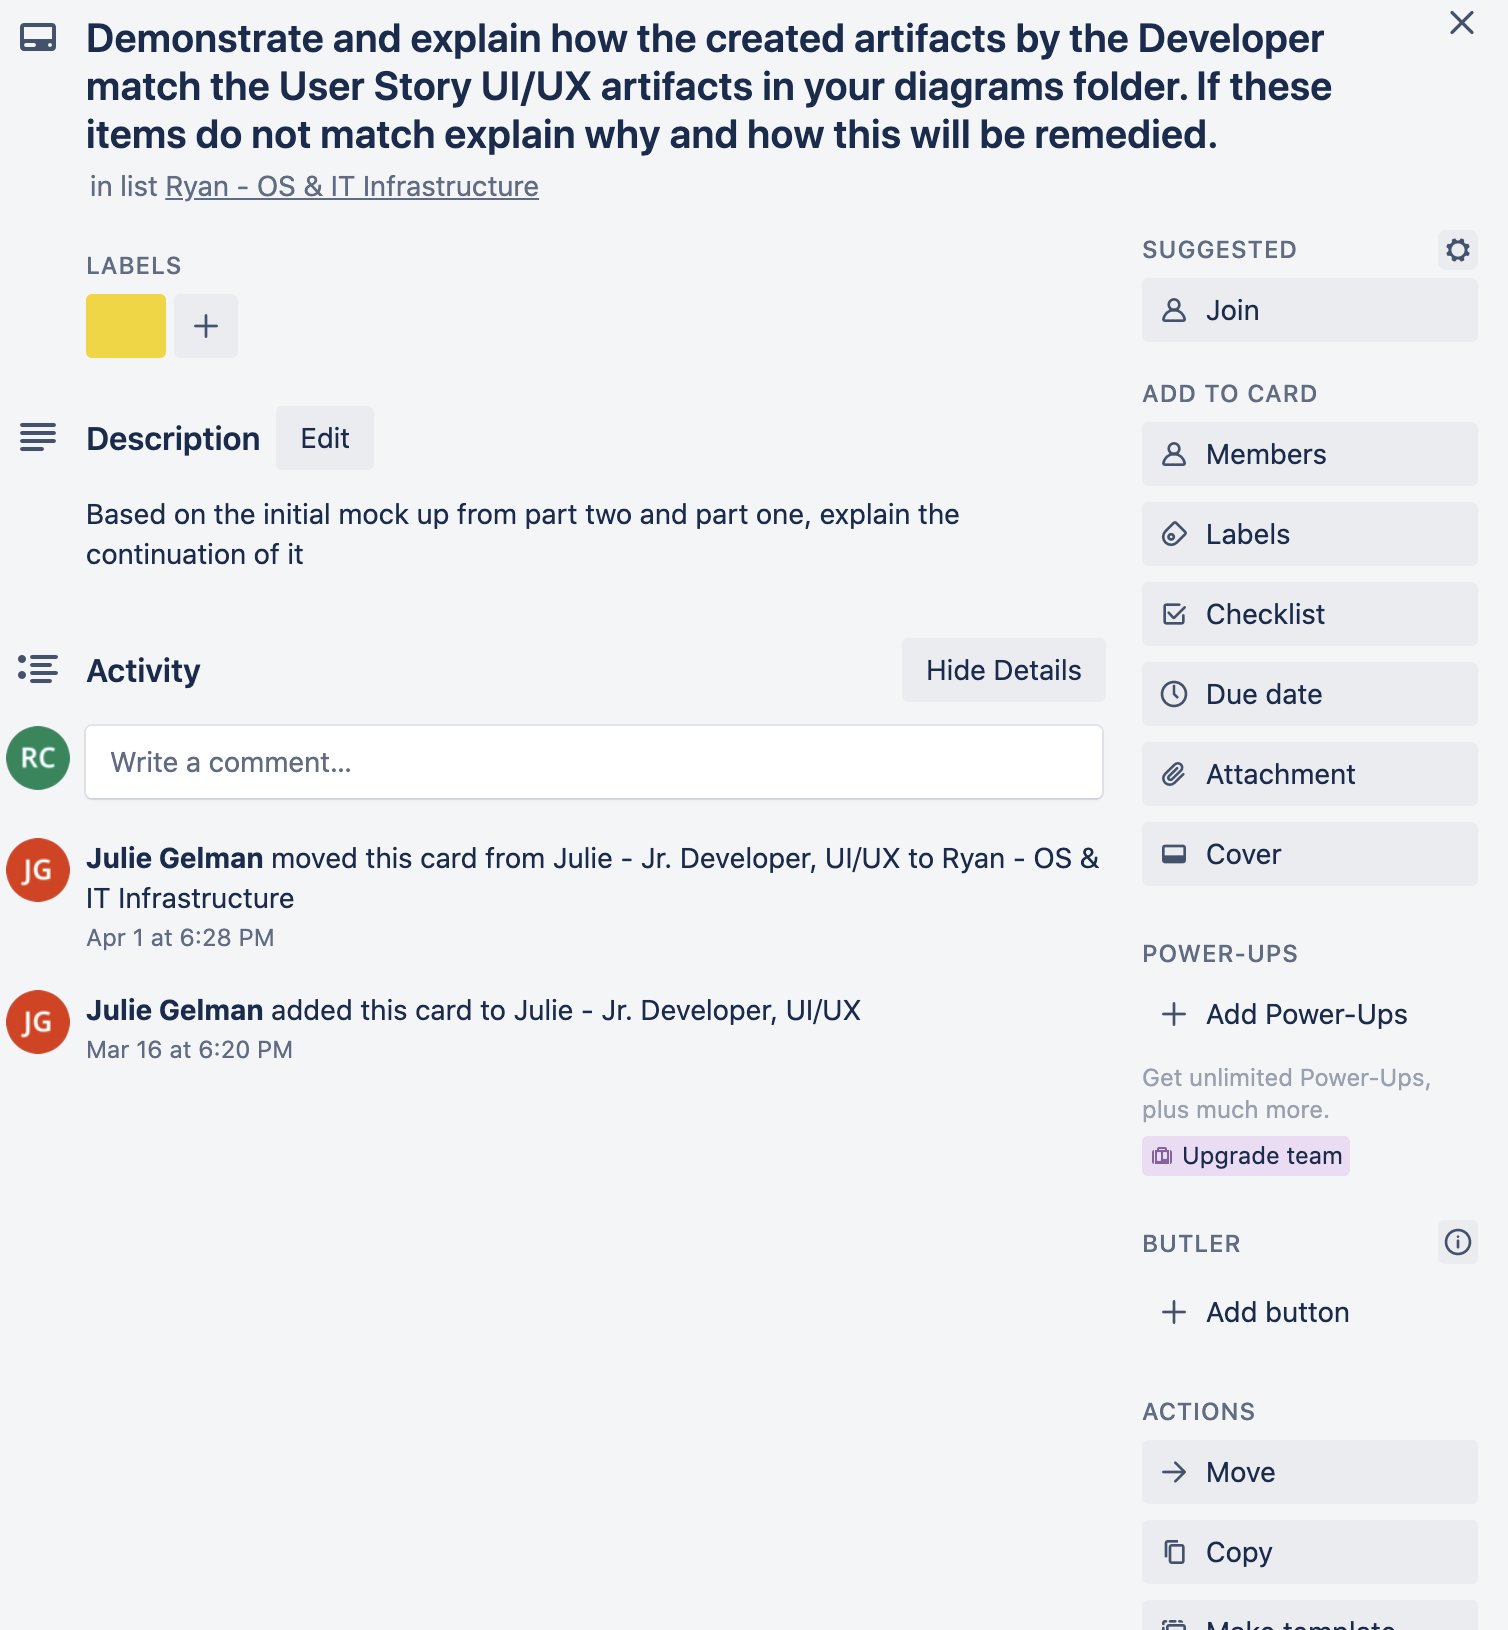 Demonstrate and explain how the created artifacts by the Developer
match the User Story UI/UX artifacts in your diagrams folder. If these
items do not match explain why and how this will be remedied.
in list Ryan - OS & IT Infrastructure
LABELS
Description
Edit
Based on the initial mock up from part two and part one, explain the
continuation of it
Activity
Hide Details
RC
Write a comment...
JG
Julie Gelman moved this card from Julie - Jr. Developer, UI/UX to Ryan - OS &
IT Infrastructure
Apr 1 at 6:28 PM
JG
Julie Gelman added this card to Julie - Jr. Developer, UI/UX
Mar 16 at 6:20 PM
SUGGESTED
Join
ADD TO CARD
Members
Labels
Checklist
Due date
Attachment
Cover
POWER-UPS
Add Power-Ups
Get unlimited Power-Ups,
plus much more.
Upgrade team
BUTLER
Add button
ACTIONS
Move
Copy
Make template